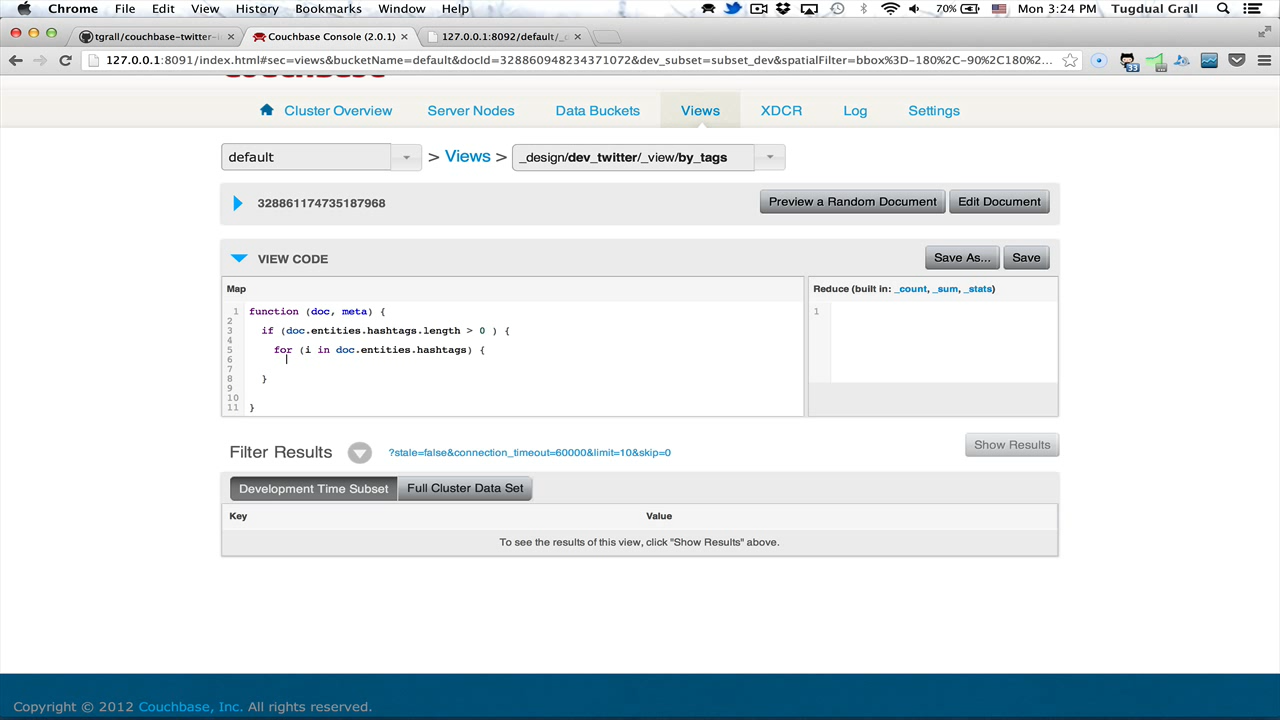 Chrome File Edit View History Bookmarks Window Help 70% Mon 3:24 PM Tugdual Grall
tgrall/couchbase-twitter-i × Couchbase Console (2.0.1) × 127.0.0.1:8092/default/_d ×
127.0.0.1:8091/index.html#sec=views&bucketName=default&docId=328860948234371072&dev_subset=subset_dev&spatialFilter=bbox%3D-180%2C-90%2C180%2... 33
Cluster Overview Server Nodes Data Buckets Views XDCR Log Settings
default > Views > _design/dev_twitter/_view/by_tags
328861174735187968 Preview a Random Document Edit Document
VIEW CODE Save As... Save
Map Reduce (built in: _count, _sum, _stats)
1 function (doc, meta) { 1
2
3 if (doc.entities.hashtags.length > 0 ) {
4
5 for (i in doc.entities.hashtags) {
6
7
8 }
9
10
11 }
Filter Results ?stale=false&connection_timeout=60000&limit=10&skip=0 Show Results
Development Time Subset Full Cluster Data Set
Key Value
To see the results of this view, click "Show Results" above.
Copyright © 2012 Couchbase, Inc. All rights reserved.